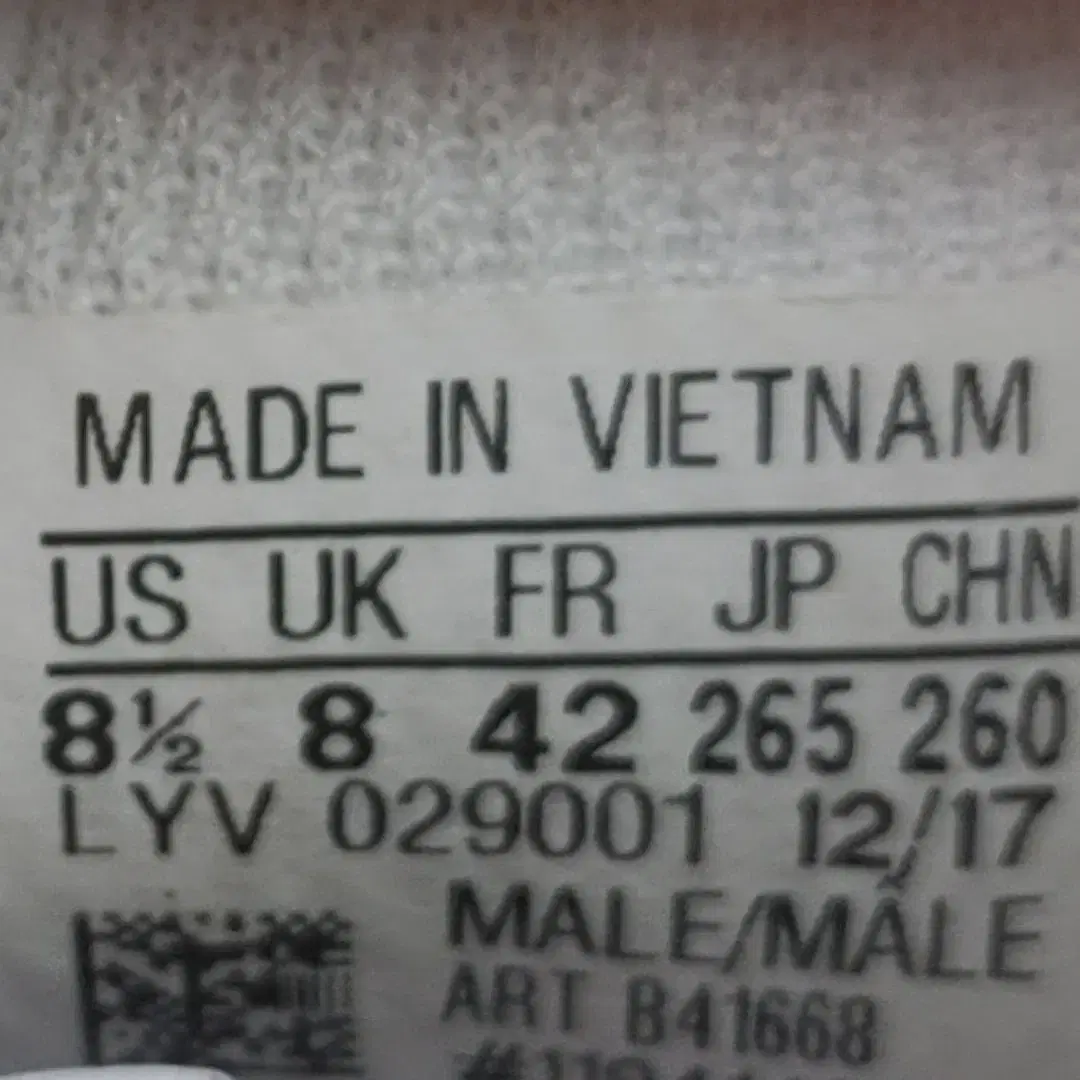 MADE IN VIETNAM
US UK FR JP CHN
8½ 8 42 265 260
LYV 029001 12/17
MALE/MÂLE
ART B41668